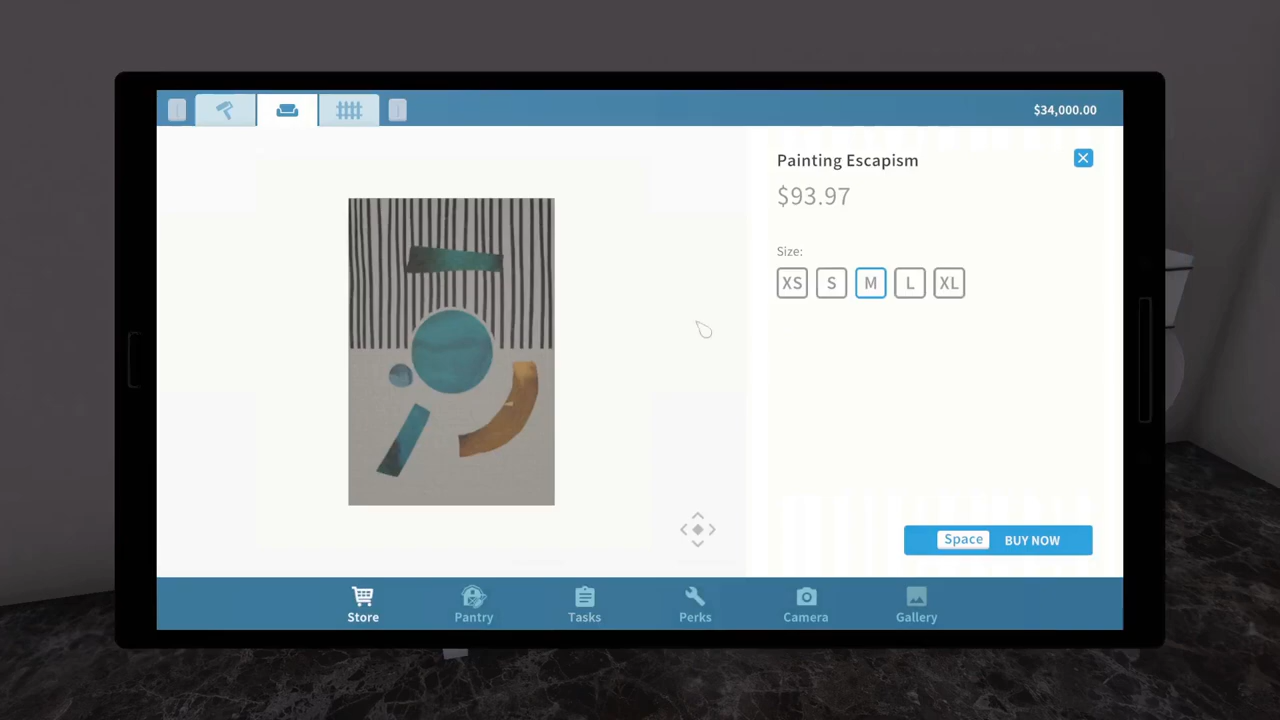 $34,000.00
Painting Escapism
$93.97
Size:
XS S M L XL
Space BUY NOW
Store Pantry Tasks Perks Camera Gallery